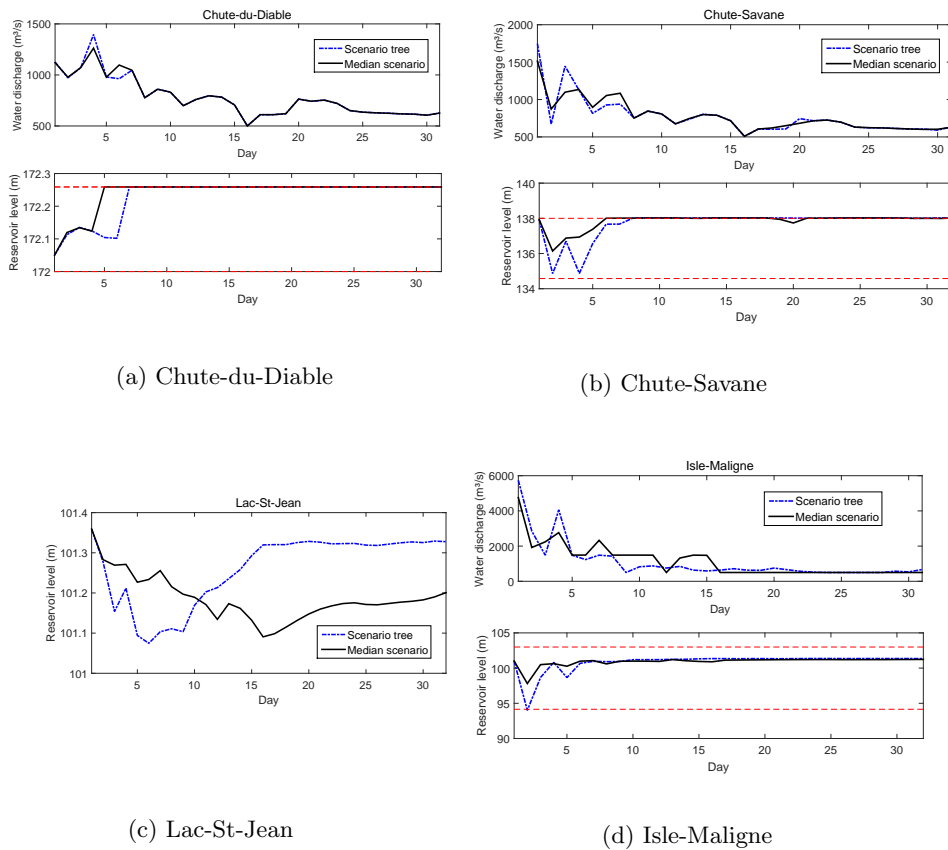 Chute-du-Diable
Water discharge (m³/s)
1500
1000
500
Scenario tree
Median scenario
5 10 15 20 25 30
Day
Reservoir level (m)
172.3
172.2
172.1
172
5 10 15 20 25 30
Day
(a) Chute-du-Diable
Chute-Savane
Water discharge (m³/s)
2000
1500
1000
500
Scenario tree
Median scenario
5 10 15 20 25 30
Day
Reservoir level (m)
140
138
136
134
5 10 15 20 25 30
Day
(b) Chute-Savane
Lac-St-Jean
Reservoir level (m)
101.4
101.3
101.2
101.1
101
Scenario tree
Median scenario
5 10 15 20 25 30
Day
(c) Lac-St-Jean
Isle-Maligne
Water discharge (m³/s)
6000
4000
2000
0
Scenario tree
Median scenario
5 10 15 20 25 30
Day
Reservoir level (m)
105
100
95
90
5 10 15 20 25 30
Day
(d) Isle-Maligne